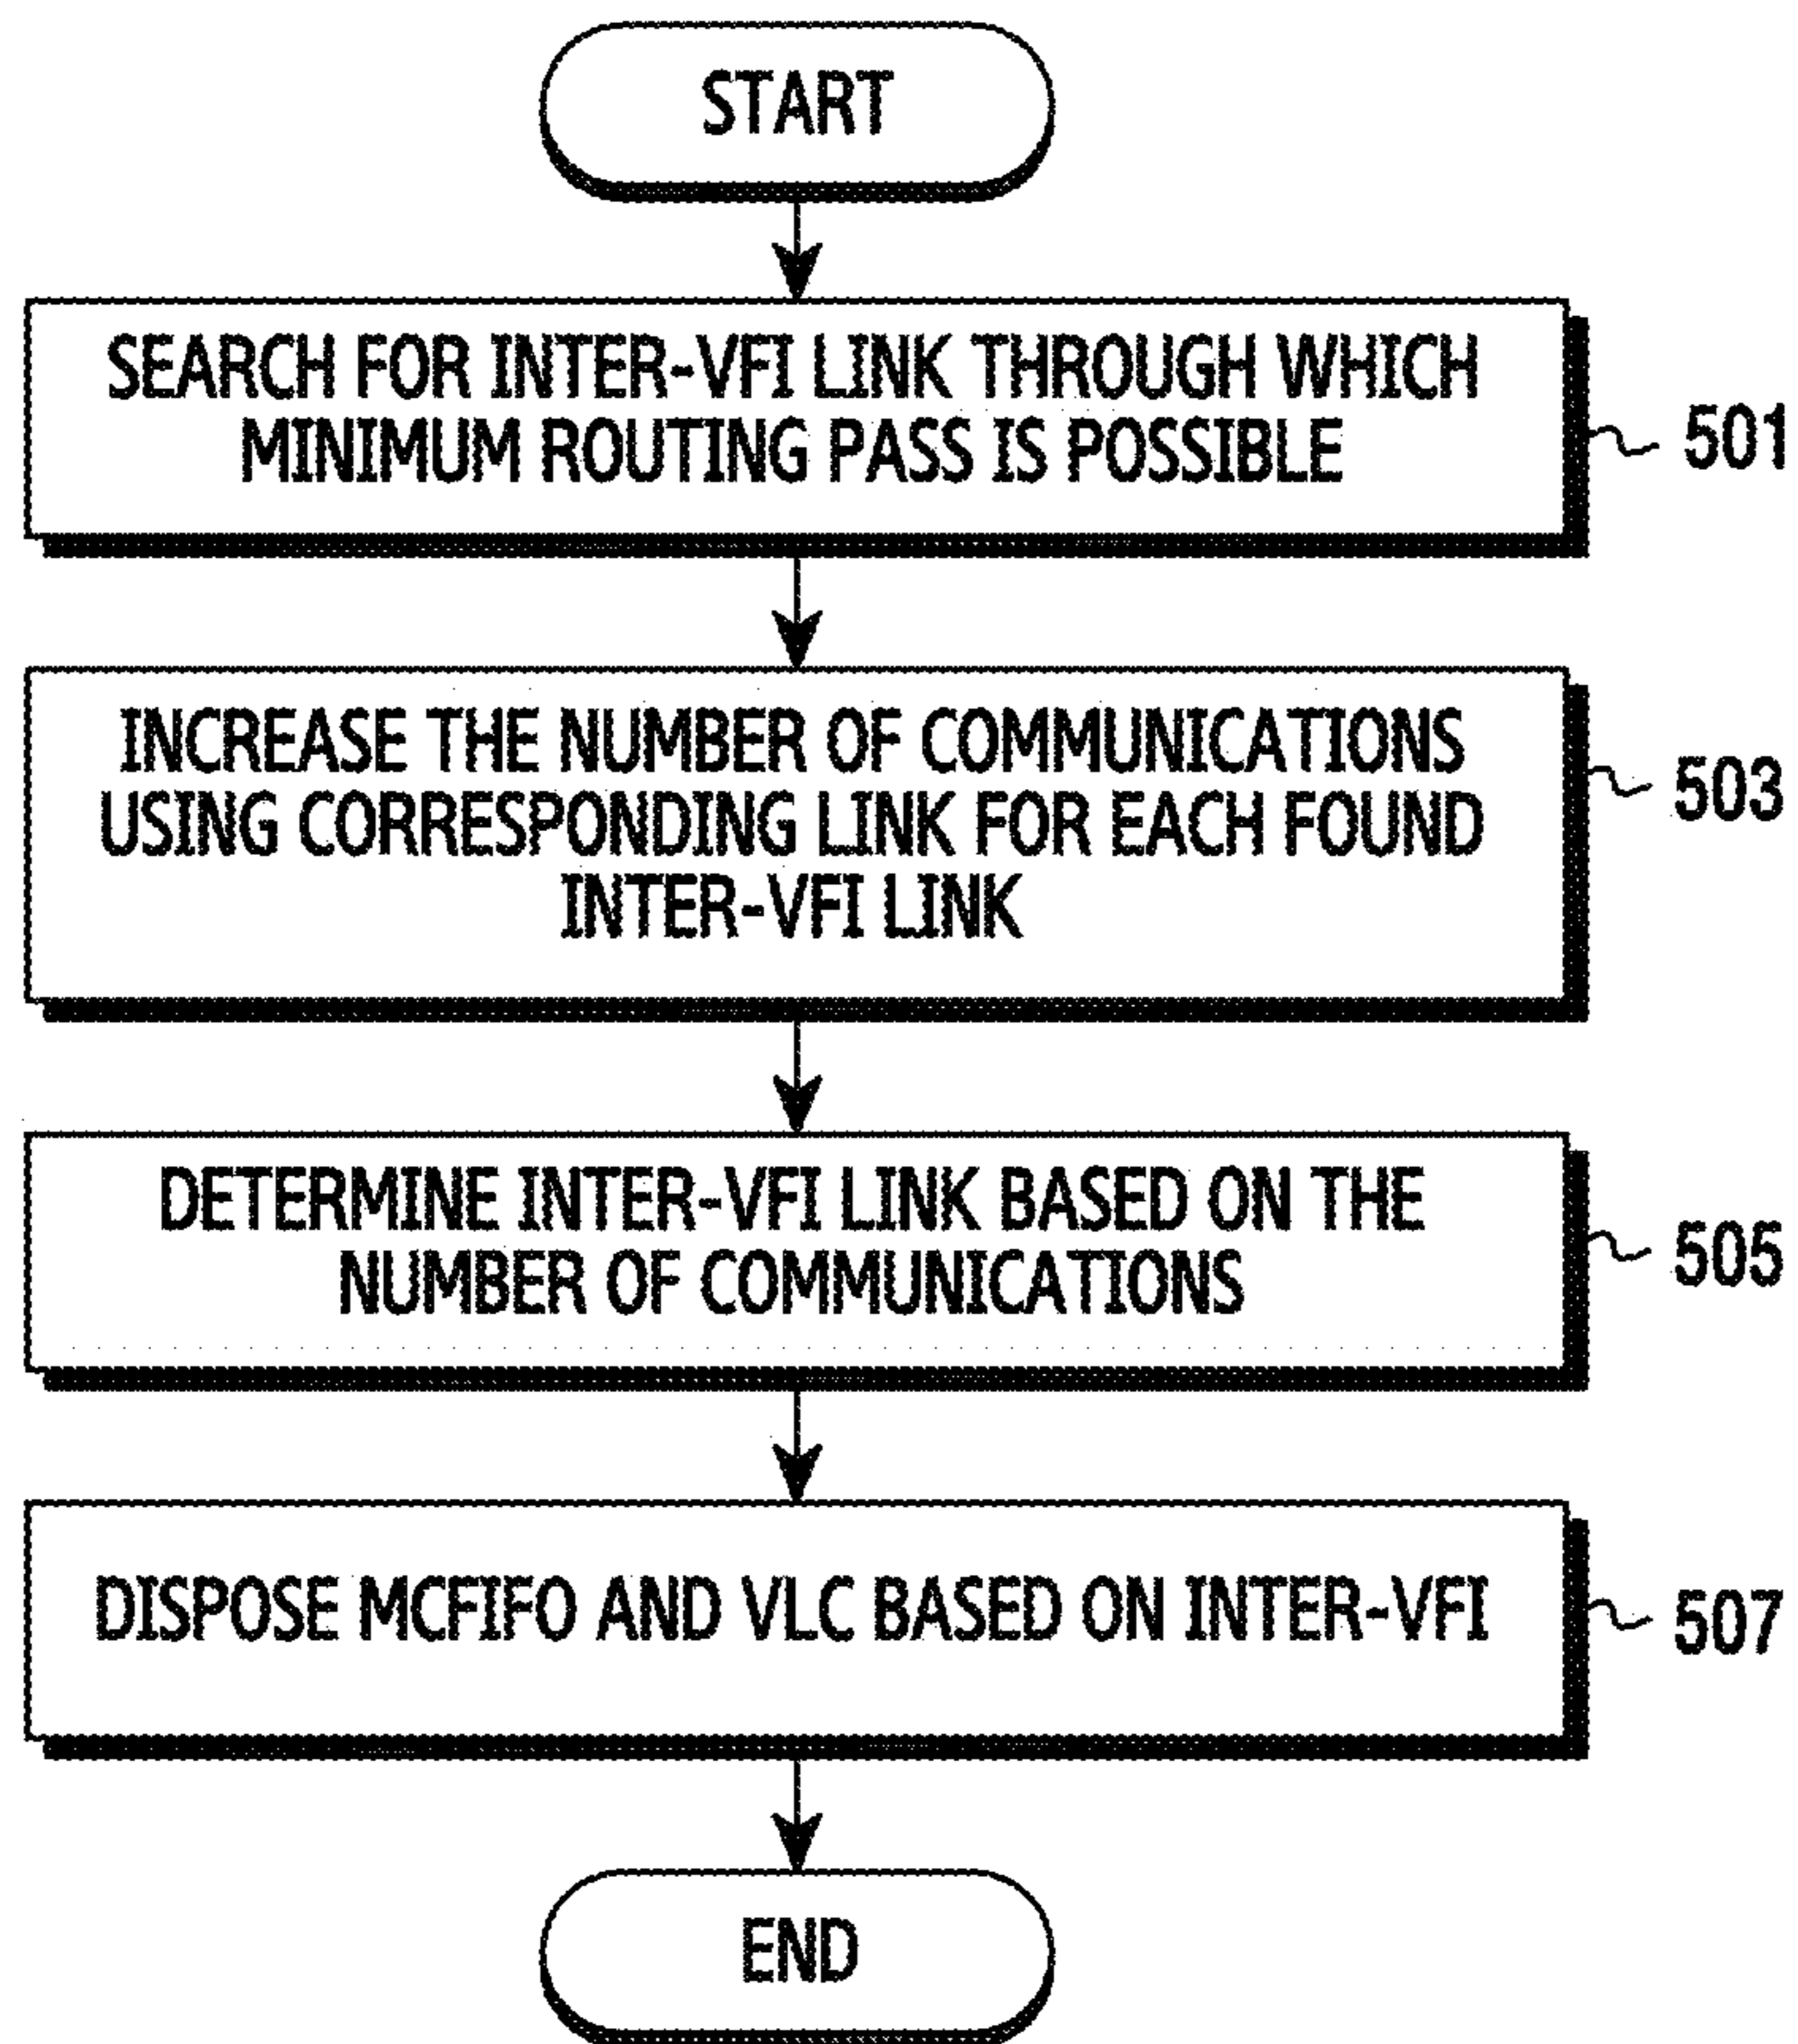 START
SEARCH FOR INTER-VFI LINK THROUGH WHICH
MINIMUM ROUTING PASS IS POSSIBLE
501
INCREASE THE NUMBER OF COMMUNICATIONS
USING CORRESPONDING LINK FOR EACH FOUND
INTER-VFI LINK
503
DETERMINE INTER-VFI LINK BASED ON THE
NUMBER OF COMMUNICATIONS
505
DISPOSE MCFIFO AND VLC BASED ON INTER-VFI
507
END